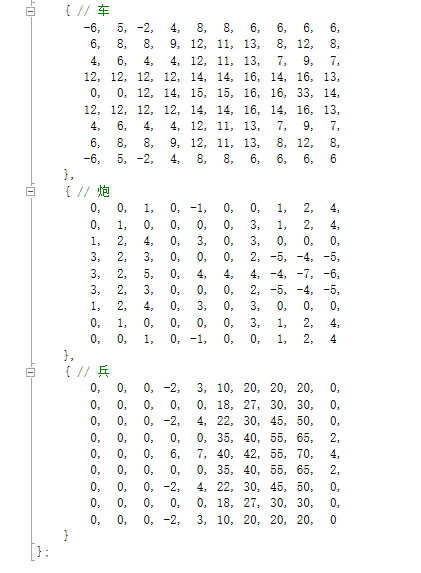 { // 车
-6, 5, -2, 4, 8, 8, 6, 6, 6, 6,
6, 8, 8, 9, 12, 11, 13, 8, 12, 8,
4, 6, 4, 4, 12, 11, 13, 7, 9, 7,
12, 12, 12, 12, 14, 14, 16, 14, 16, 13,
0, 0, 12, 14, 15, 15, 16, 16, 33, 14,
12, 12, 12, 12, 14, 14, 16, 14, 16, 13,
4, 6, 4, 4, 12, 11, 13, 7, 9, 7,
6, 8, 8, 9, 12, 11, 13, 8, 12, 8,
-6, 5, -2, 4, 8, 8, 6, 6, 6, 6
},
{ // 炮
0, 0, 1, 0, -1, 0, 0, 1, 2, 4,
0, 1, 0, 0, 0, 0, 3, 1, 2, 4,
1, 2, 4, 0, 3, 0, 3, 0, 0, 0,
3, 2, 3, 0, 0, 0, 2, -5, -4, -5,
3, 2, 5, 0, 4, 4, 4, -4, -7, -6,
3, 2, 3, 0, 0, 0, 2, -5, -4, -5,
1, 2, 4, 0, 3, 0, 3, 0, 0, 0,
0, 1, 0, 0, 0, 0, 3, 1, 2, 4,
0, 0, 1, 0, -1, 0, 0, 1, 2, 4
},
{ // 兵
0, 0, 0, -2, 3, 10, 20, 20, 20, 0,
0, 0, 0, 0, 0, 18, 27, 30, 30, 0,
0, 0, 0, -2, 4, 22, 30, 45, 50, 0,
0, 0, 0, 0, 0, 35, 40, 55, 65, 2,
0, 0, 0, 6, 7, 40, 42, 55, 70, 4,
0, 0, 0, 0, 0, 35, 40, 55, 65, 2,
0, 0, 0, -2, 4, 22, 30, 45, 50, 0,
0, 0, 0, 0, 0, 18, 27, 30, 30, 0,
0, 0, 0, -2, 3, 10, 20, 20, 20, 0
}
};